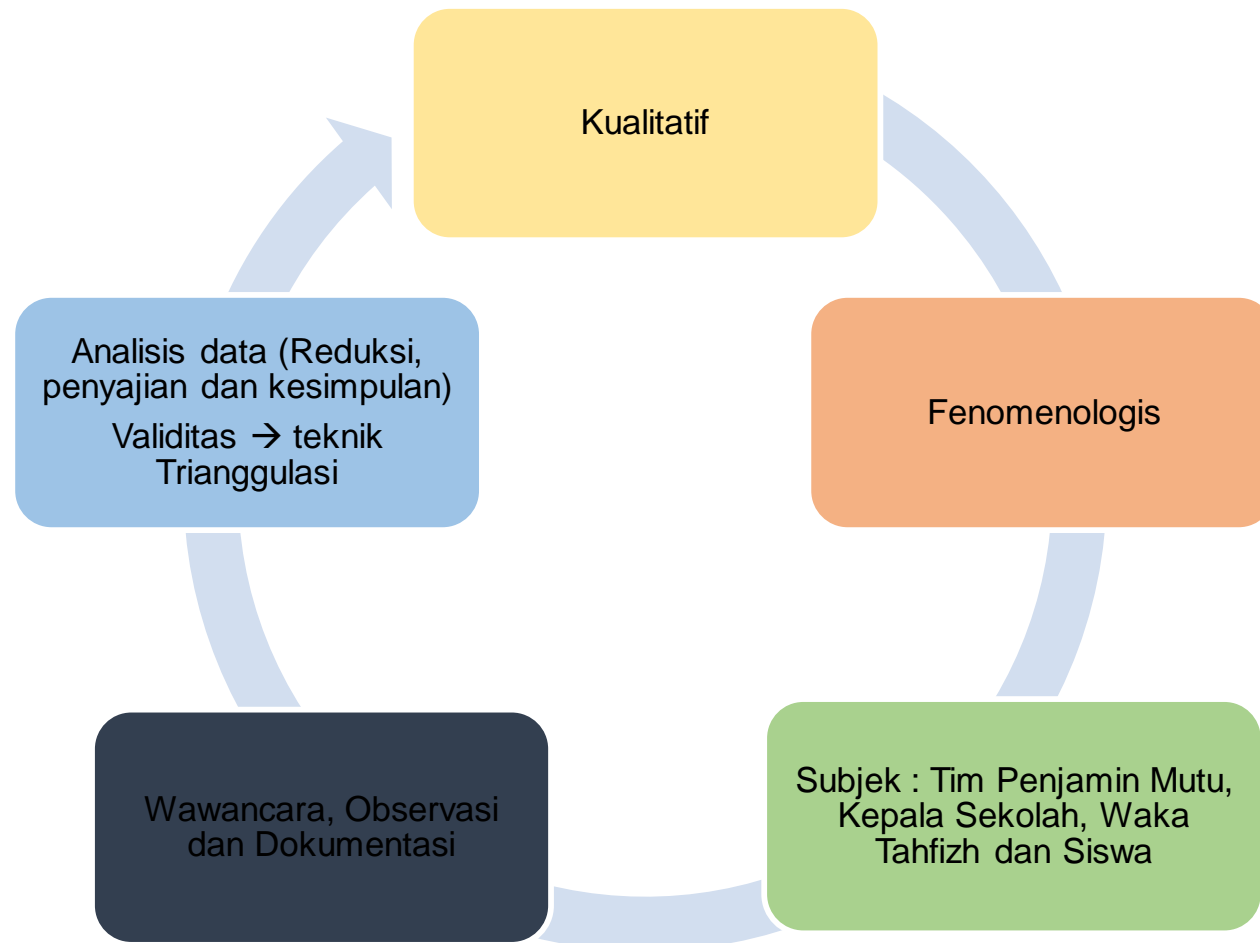 Kualitatif
Fenomenologis
Subjek : Tim Penjamin Mutu,
Kepala Sekolah, Waka
Tahfizh dan Siswa
Wawancara, Observasi
dan Dokumentasi
Analisis data (Reduksi,
penyajian dan kesimpulan)
Validitas → teknik
Trianggulasi